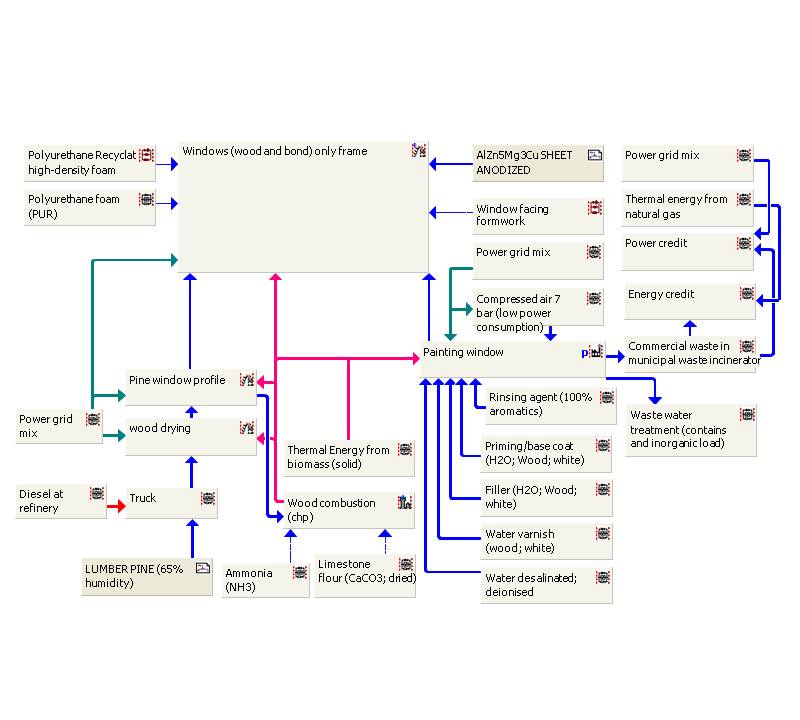 Polyurethane Recyclat
high-density foam
Polyurethane foam
(PUR)
Windows (wood and bond) only frame
AlZn5Mg3Cu SHEET
ANODIZED
Window facing
formwork
Power grid mix
Compressed air 7
bar (low power
consumption)
Power grid mix
Thermal energy from
natural gas
Power credit
Energy credit
Painting window
p
Commercial waste in
municipal waste incinerator
Waste water
treatment (contains
and inorganic load)
Pine window profile
Power grid
mix
wood drying
Thermal Energy from
biomass (solid)
Diesel at
refinery
Truck
Wood combustion
(chp)
LUMBER PINE (65%
humidity)
Ammonia
(NH3)
Limestone
flour (CaCO3; dried)
Rinsing agent (100%
aromatics)
Priming/base coat
(H2O; Wood; white)
Filler (H2O; Wood;
white)
Water varnish
(wood; white)
Water desalinated;
deionised